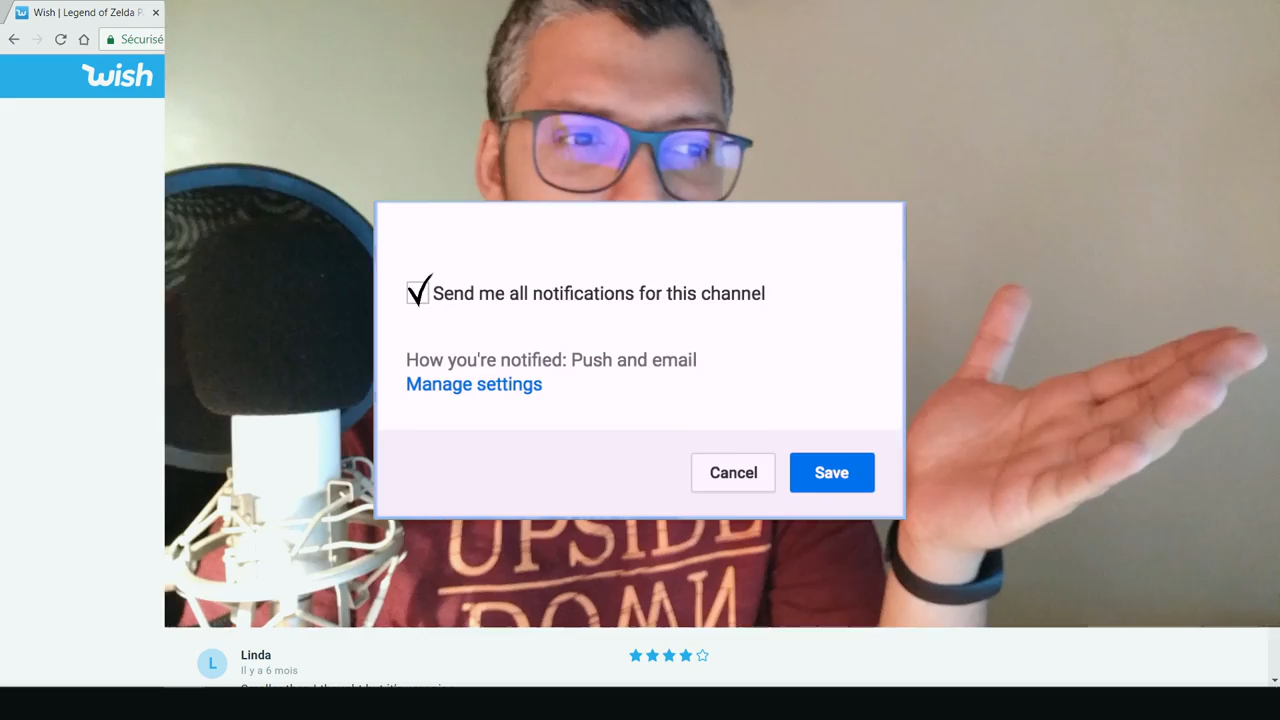 Wish | Legend of Zelda P
Sécurisé
wish
Send me all notifications for this channel
How you're notified: Push and email
Manage settings
Cancel
Save
UPSIDE
DOWN
L
Linda
Il y a 6 mois